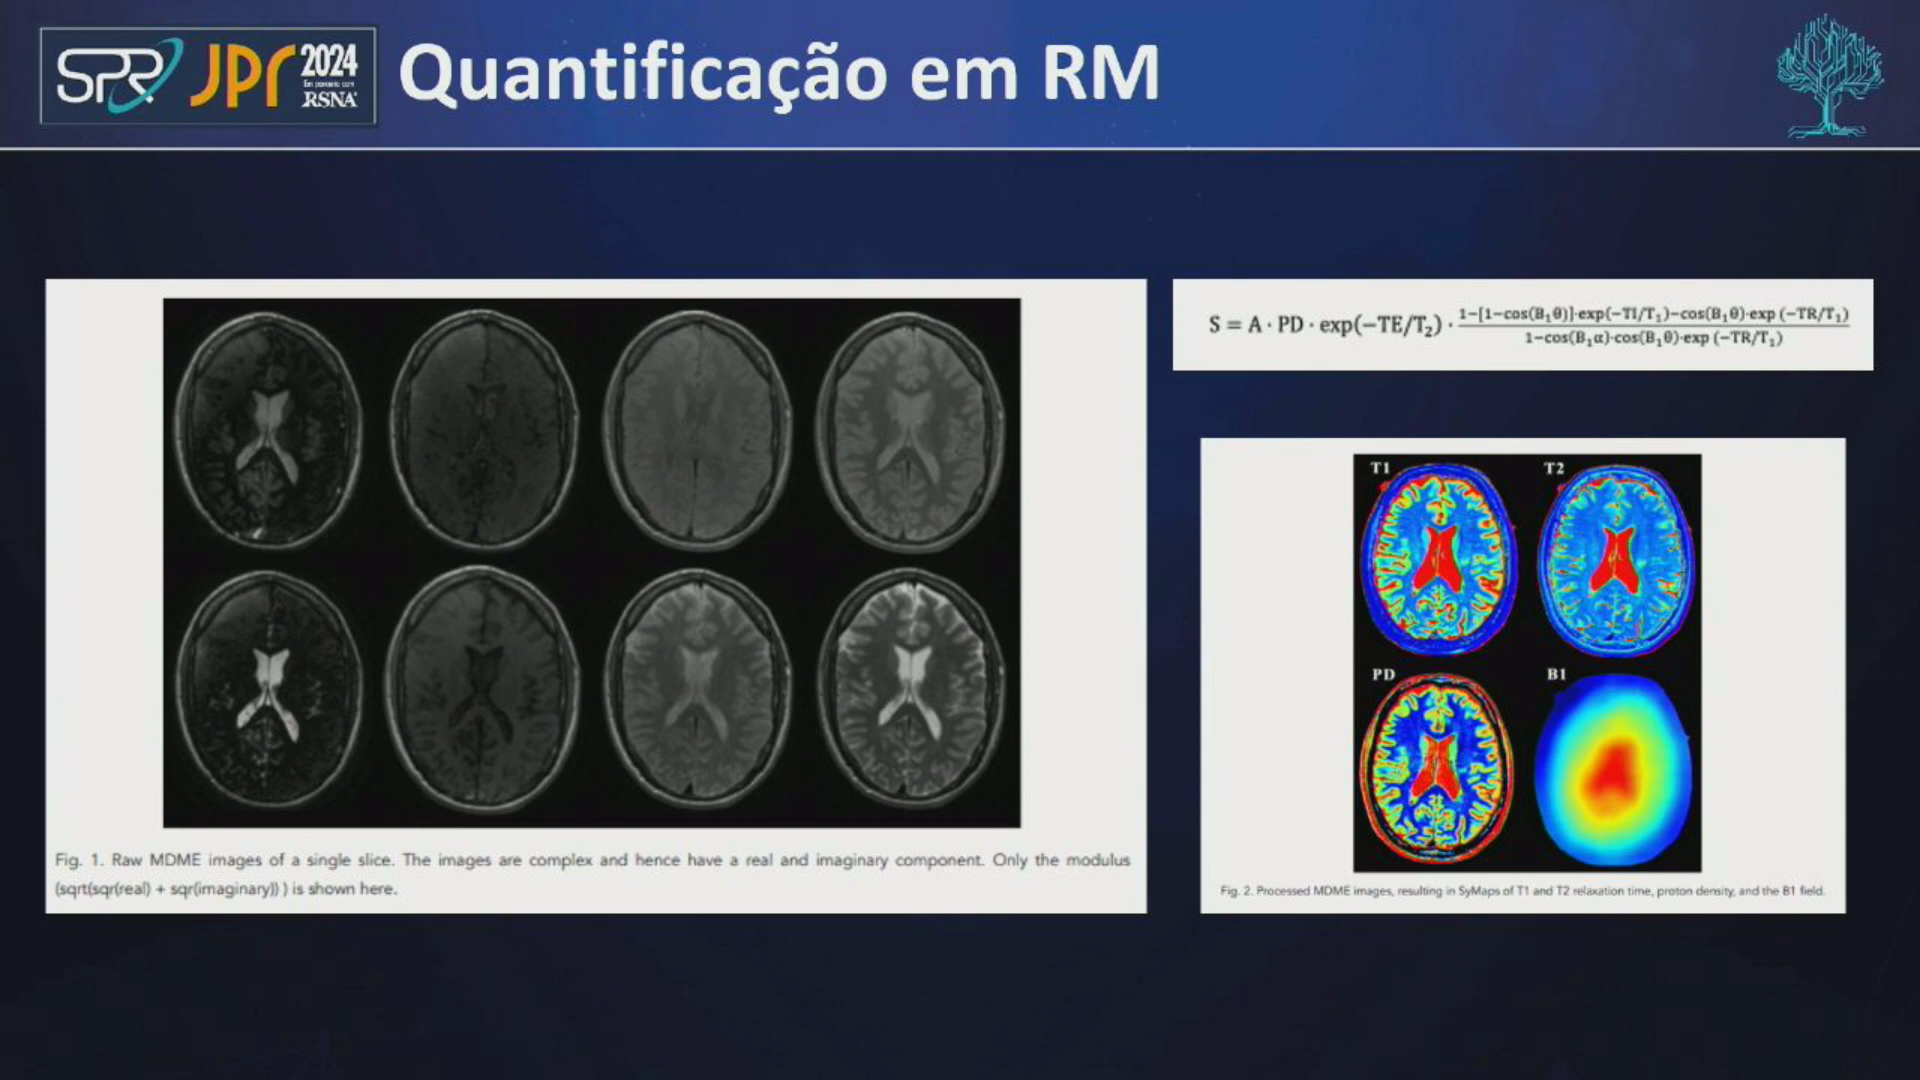 SPR JPR 2024
Em parceria com
RSNA
Quantificação em RM
S = A · PD · exp(−TE/T₂) · 1−[1−cos(B₁θ)]·exp(−TI/T₁)−cos(B₁θ)·exp (−TR/T₁)
1−cos(B₁α)·cos(B₁θ)·exp (−TR/T₁)
Fig. 1. Raw MDME images of a single slice. The images are complex and hence have a real and imaginary component. Only the modulus
(sqrt(sqr(real) + sqr(imaginary)) ) is shown here.
T1
T2
PD
B1
Fig. 2. Processed MDME images, resulting in SyMaps of T1 and T2 relaxation time, proton density, and the B1 field.